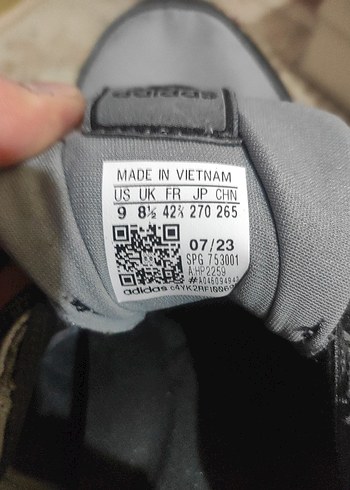 adidas
MADE IN VIETNAM
US UK FR JP CHN
9 8½ 42⅔ 270 265
07/23
SPG 753001
A:HP2259
adidas